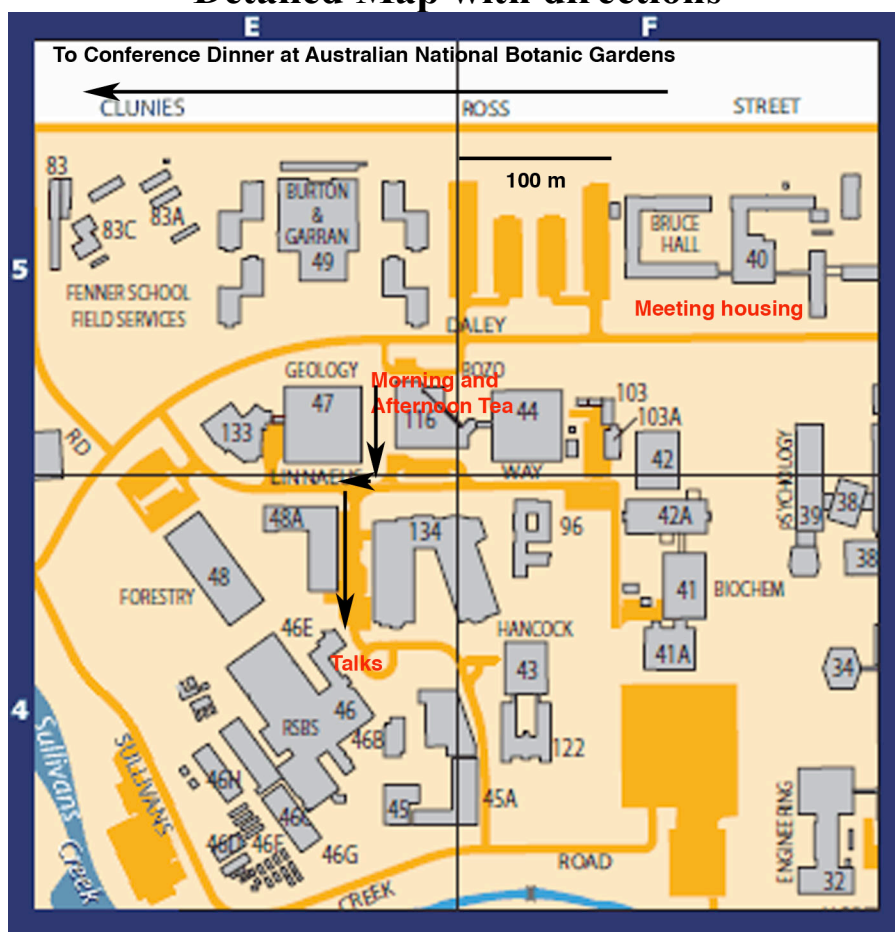 Detailed Map with directions
E
F
To Conference Dinner at Australian National Botanic Gardens
CLUNIES
ROSS
STREET
100 m
83
83A
83C
BURTON
&
GARRAN
49
BRUCE
HALL
40
5
FENNER SCHOOL
FIELD SERVICES
Meeting housing
DALEY
ROAD
GEOLOGY
Morning and
Afternoon Tea
47
133
116
44
103
103A
42
RD
LINNAEUS
WAY
PSYCHOLOGY
39
38
48A
134
96
42A
38
48
FORESTRY
41
BIOCHEM
46E
HANCOCK
Talks
43
41A
34
4
46
RSBS
46B
122
Sullivans
Creek
SULLIVANS
46H
46C
45
45A
46D
46F
46G
ENGINEERING
32
CREEK
ROAD